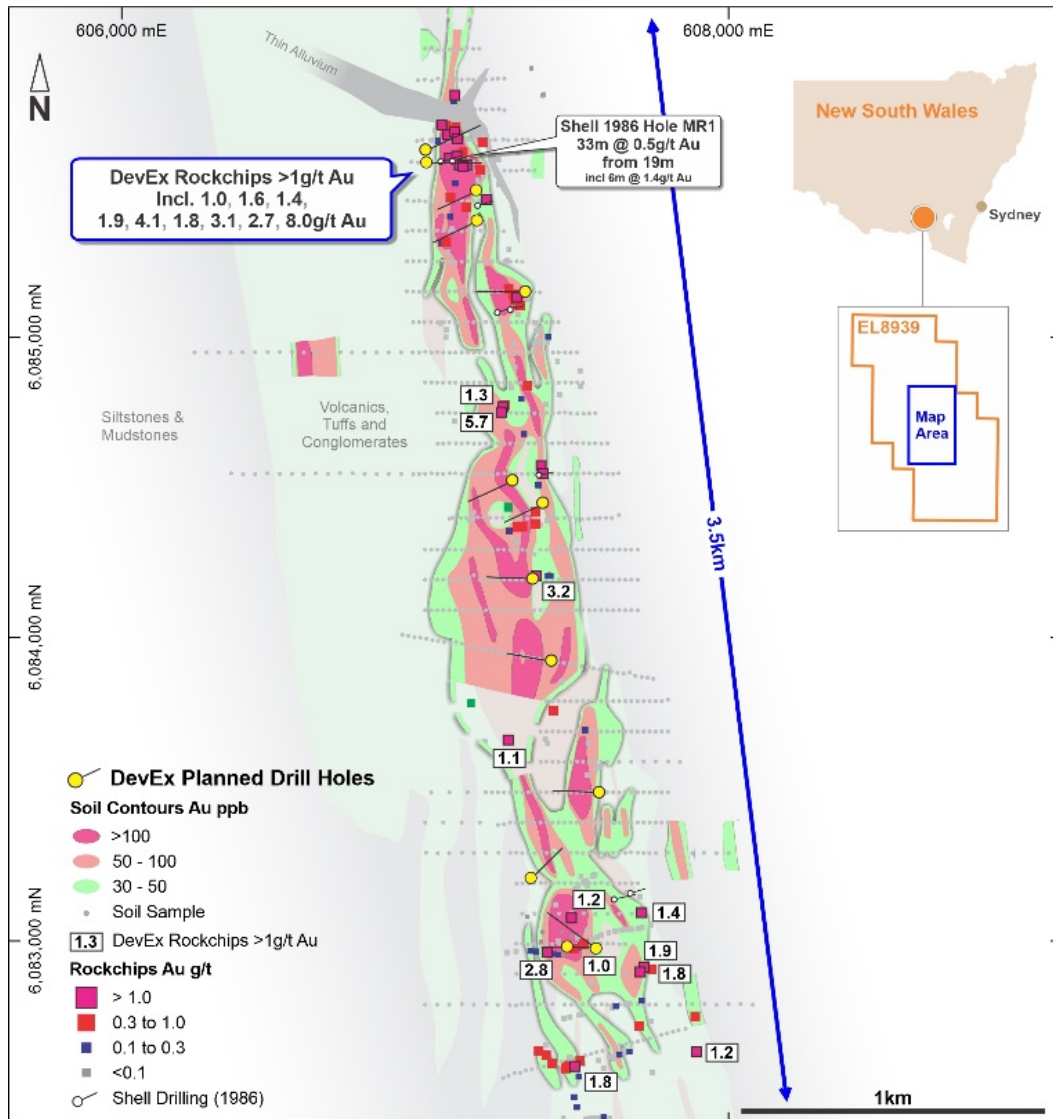 606,000 mE
608,000 mE
Thin Alluvium
N
New South Wales
Sydney
Shell 1986 Hole MR1
33m @ 0.5g/t Au
from 19m
incl 6m @ 1.4g/t Au
DevEx Rockchips >1g/t Au
Incl. 1.0, 1.6, 1.4,
1.9, 4.1, 1.8, 3.1, 2.7, 8.0g/t Au
6,085,000 mN
EL8939
Map
Area
1.3
5.7
Siltstones &
Mudstones
Volcanics,
Tuffs and
Conglomerates
3.5km
3.2
6,084,000 mN
1.1
DevEx Planned Drill Holes
Soil Contours Au ppb
>100
50 - 100
30 - 50
Soil Sample
1.3 DevEx Rockchips >1g/t Au
Rockchips Au g/t
> 1.0
0.3 to 1.0
0.1 to 0.3
<0.1
Shell Drilling (1986)
6,083,000 mN
1.2
1.4
1.9
1.8
2.8
1.0
1.2
1.8
1km